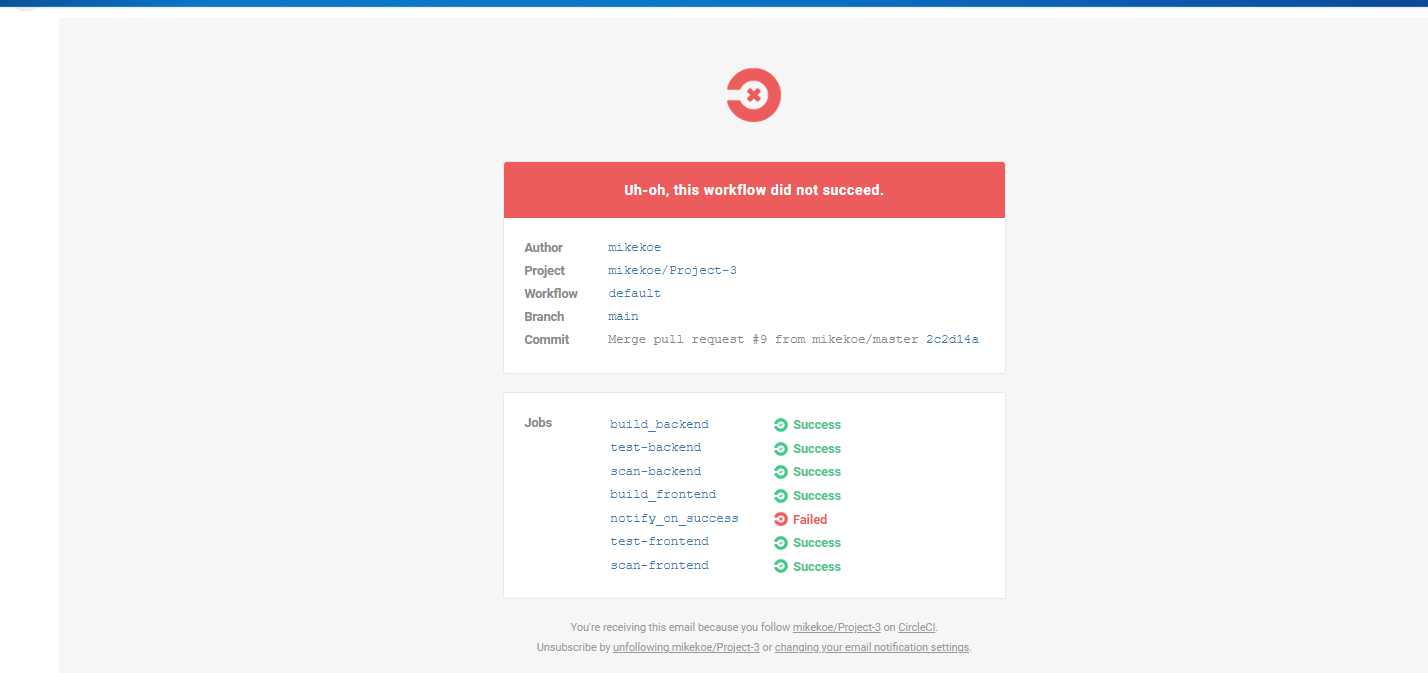 Uh-oh, this workflow did not succeed.
Author mikekoe
Project mikekoe/Project-3
Workflow default
Branch main
Commit Merge pull request #9 from mikekoe/master 2c2d14a
Jobs build_backend Success
test-backend Success
scan-backend Success
build_frontend Success
notify_on_success Failed
test-frontend Success
scan-frontend Success
You're receiving this email because you follow mikekoe/Project-3 on CircleCI.
Unsubscribe by unfollowing mikekoe/Project-3 or changing your email notification settings.